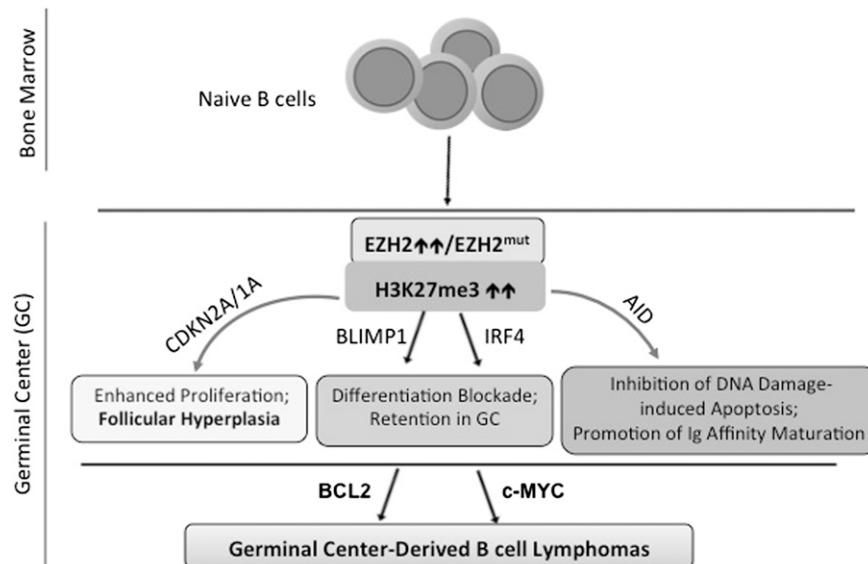 Bone Marrow
Naive B cells
Germinal Center (GC)
EZH2↑↑/EZH2mut
H3K27me3 ↑↑
CDKN2A/1A
BLIMP1
IRF4
AID
Enhanced Proliferation;
Follicular Hyperplasia
Differentiation Blockade;
Retention in GC
Inhibition of DNA Damage-
induced Apoptosis;
Promotion of Ig Affinity Maturation
BCL2
c-MYC
Germinal Center-Derived B cell Lymphomas